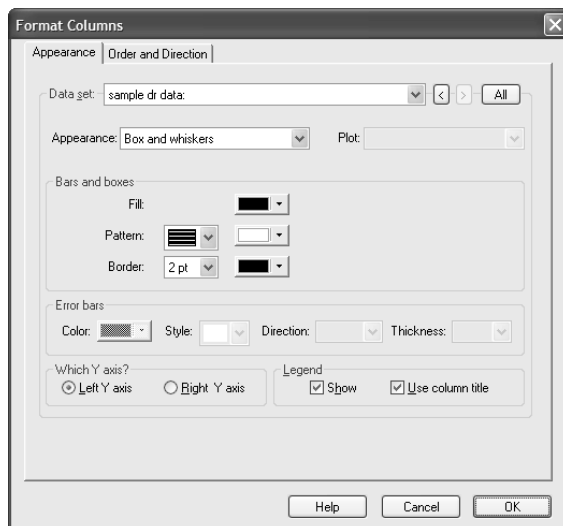 Format Columns
Appearance Order and Direction
Data set: sample dr data: < > All
Appearance: Box and whiskers Plot:
Bars and boxes
Fill:
Pattern:
Border: 2 pt
Error bars
Color: Style: Direction: Thickness:
Which Y axis? Legend
Left Y axis Right Y axis Show Use column title
Help Cancel OK